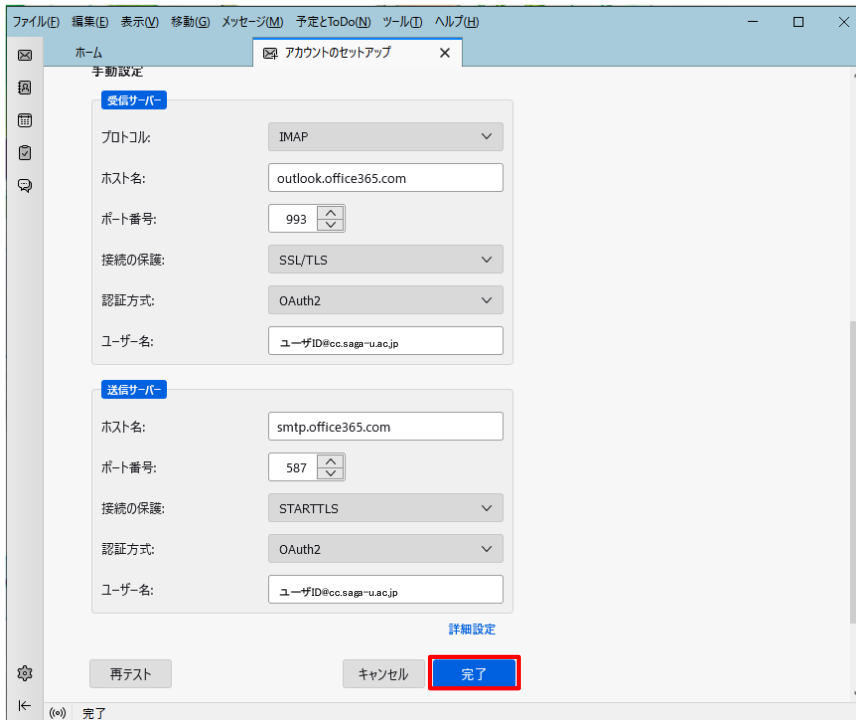 ファイル(F) 編集(E) 表示(V) 移動(G) メッセージ(M) 予定とToDo(N) ツール(T) ヘルプ(H)
ホーム アカウントのセットアップ
手動設定
受信サーバー
プロトコル: IMAP
ホスト名: outlook.office365.com
ポート番号: 993
接続の保護: SSL/TLS
認証方式: OAuth2
ユーザー名: ユーザID@cc.saga-u.ac.jp
送信サーバー
ホスト名: smtp.office365.com
ポート番号: 587
接続の保護: STARTTLS
認証方式: OAuth2
ユーザー名: ユーザID@cc.saga-u.ac.jp
詳細設定
再テスト キャンセル 完了
完了